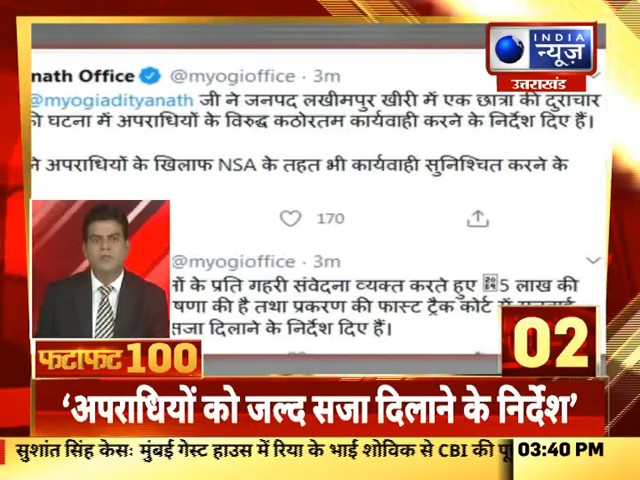 INDIA
न्यूज़
उत्तराखंड
nath Office @myogioffice · 3m
@myogiadityanath जी ने जनपद लखीमपुर खीरी में एक छात्रा की दुराचार
की घटना में अपराधियों के विरुद्ध कठोरतम कार्यवाही करने के निर्देश दिए हैं।
ने अपराधियों के खिलाफ NSA के तहत भी कार्यवाही सुनिश्चित करने के
170
@myogioffice · 3m
के प्रति गहरी संवेदना व्यक्त करते हुए 5 लाख की
षणा की है तथा प्रकरण की फास्ट ट्रैक कोर्ट में
सजा दिलाने के निर्देश दिए हैं।
02
फटाफट 100
‘अपराधियों को जल्द सजा दिलाने के निर्देश’
सुशांत सिंह केसः मुंबई गेस्ट हाउस में रिया के भाई शोविक से CBI की
03:40 PM